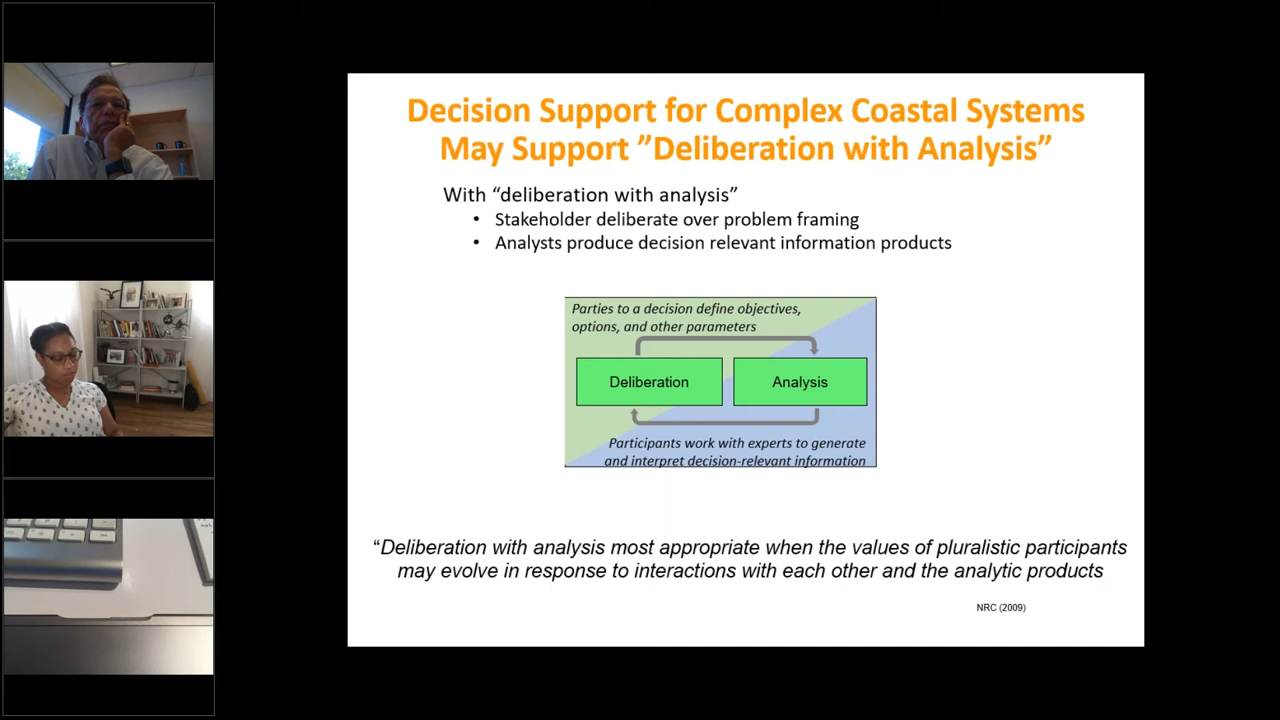 Decision Support for Complex Coastal Systems
May Support ”Deliberation with Analysis”
With “deliberation with analysis”
• Stakeholder deliberate over problem framing
• Analysts produce decision relevant information products
Parties to a decision define objectives,
options, and other parameters
Deliberation
Analysis
Participants work with experts to generate
and interpret decision-relevant information
“Deliberation with analysis most appropriate when the values of pluralistic participants
may evolve in response to interactions with each other and the analytic products
NRC (2009)